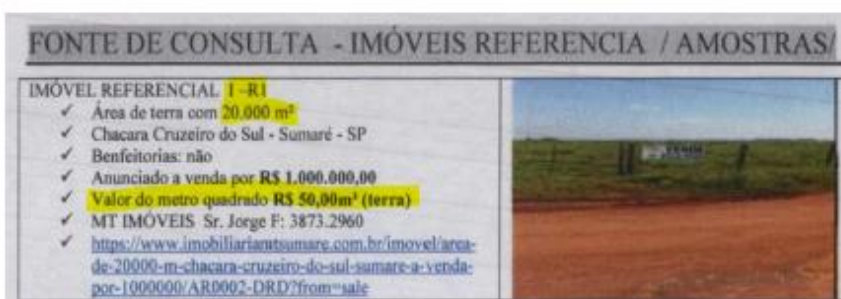 FONTE DE CONSULTA - IMÓVEIS REFERENCIA / AMOSTRAS/
IMÓVEL REFERENCIAL I -R1
✓ Área de terra com 20.000 m²
✓ Chacara Cruzeiro do Sul - Sumaré - SP
✓ Benfeitorias: não
✓ Anunciado a venda por R$ 1.000.000,00
✓ Valor do metro quadrado R$ 50,00m² (terra)
✓ MT IMÓVEIS Sr. Jorge F: 3873.2960
✓ https://www.imobiliariamtsumare.com.br/imovel/area-
de-20000-m-chacara-cruzeiro-do-sul-sumare-a-venda-
por-1000000/AR0002-DRD?from=sale